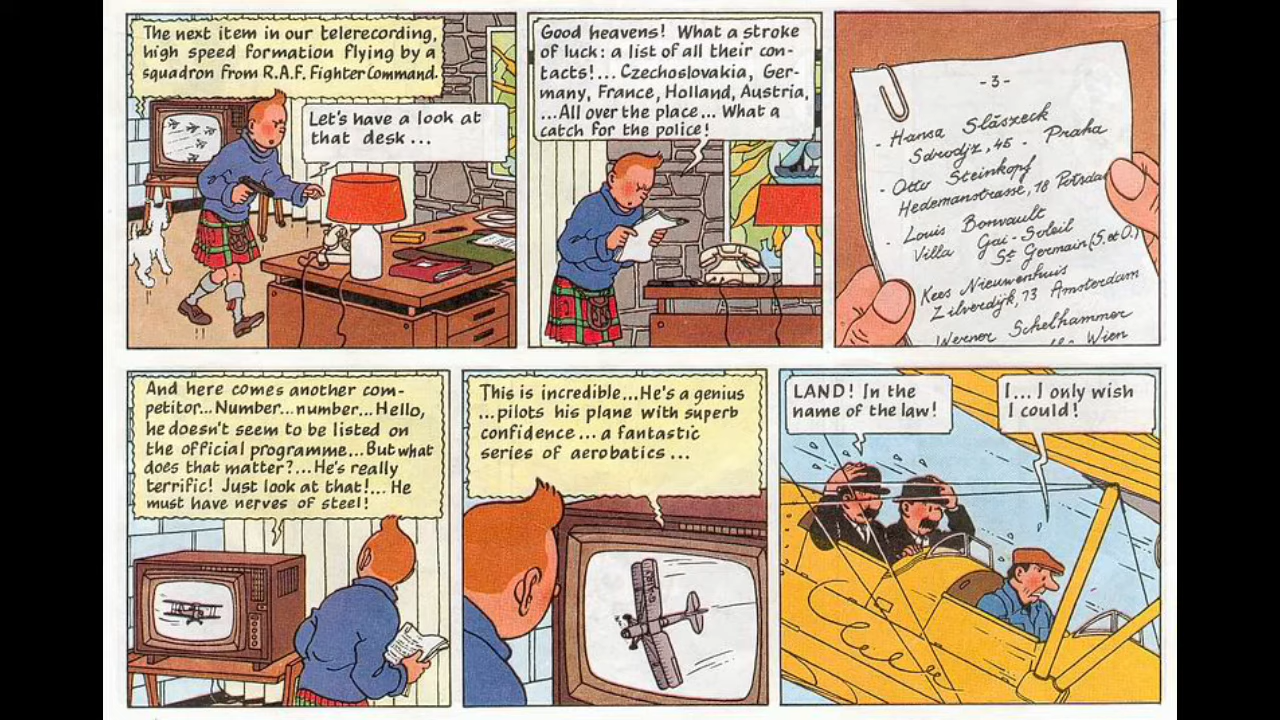 The next item in our telerecording,
high speed formation flying by a
squadron from R.A.F. Fighter Command.
Let's have a look at
that desk...
Good heavens! What a stroke
of luck: a list of all their con-
tacts!... Czechoslovakia, Ger-
many, France, Holland, Austria,
...All over the place... What a
catch for the police!
-3-
- Hansa Slaszeck
Sdrodjz, 45 - Praha
- Otto Steinkopf
Hedemanstrasse, 18 Potsda
- Louis Bonvault
Villa Gai-Soleil
St Germain (S. et O.)
Kees Nieuwenhuis
Zilverdijk, 73 Amsterdam
Werner Schelhammer
Wien
And here comes another com-
petitor...Number...number...Hello,
he doesn't seem to be listed on
the official programme...But what
does that matter?...He's really
terrific! Just look at that!... He
must have nerves of steel!
This is incredible...He's a genius
...pilots his plane with superb
confidence... a fantastic
series of aerobatics...
LAND! In the
name of the law!
I... I only wish
I could!